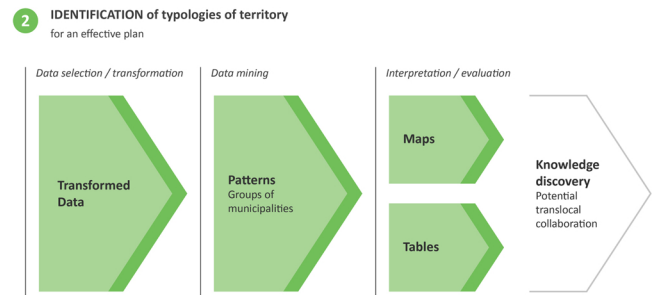 2
IDENTIFICATION of typologies of territory
for an effective plan
Data selection / transformation
Data mining
Interpretation / evaluation
Transformed
Data
Patterns
Groups of
municipalities
Maps
Tables
Knowledge
discovery
Potential
translocal
collaboration